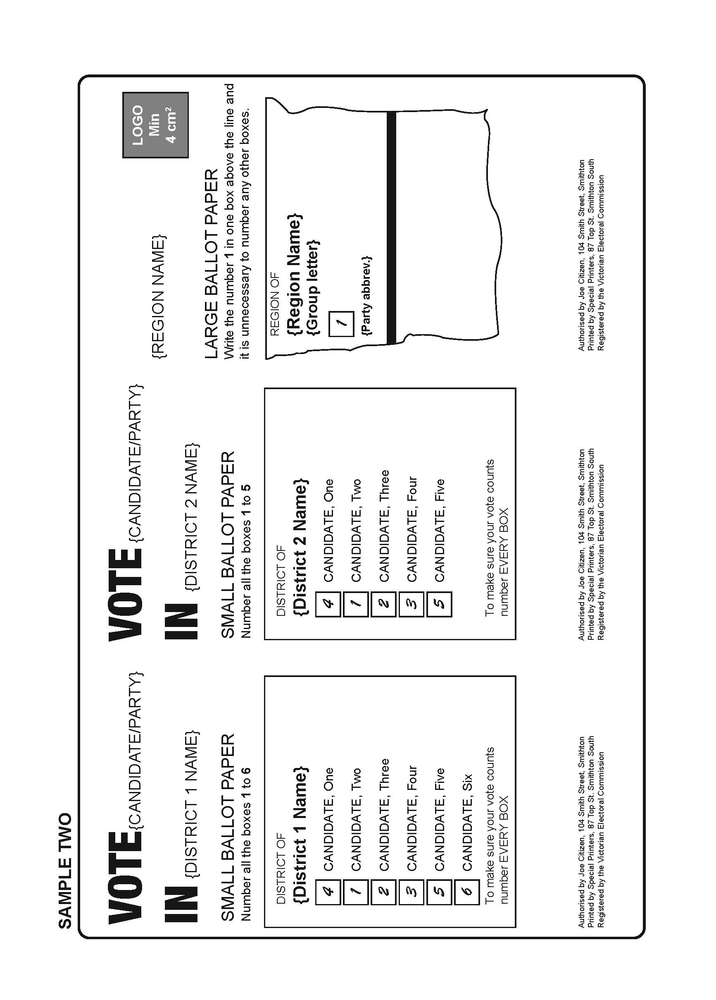 SAMPLE TWO
VOTE {CANDIDATE/PARTY}
IN {DISTRICT 1 NAME}
SMALL BALLOT PAPER
Number all the boxes 1 to 6
DISTRICT OF
{District 1 Name}
4 CANDIDATE, One
1 CANDIDATE, Two
2 CANDIDATE, Three
3 CANDIDATE, Four
5 CANDIDATE, Five
6 CANDIDATE, Six
To make sure your vote counts
number EVERY BOX
Authorised by Joe Citizen, 104 Smith Street, Smithton
Printed by Special Printers, 87 Top St. Smithton South
Registered by the Victorian Electoral Commission
VOTE {CANDIDATE/PARTY}
IN {DISTRICT 2 NAME}
SMALL BALLOT PAPER
Number all the boxes 1 to 5
DISTRICT OF
{District 2 Name}
4 CANDIDATE, One
1 CANDIDATE, Two
2 CANDIDATE, Three
3 CANDIDATE, Four
5 CANDIDATE, Five
To make sure your vote counts
number EVERY BOX
Authorised by Joe Citizen, 104 Smith Street, Smithton
Printed by Special Printers, 87 Top St. Smithton South
Registered by the Victorian Electoral Commission
LOGO
Min
4 cm²
{REGION NAME}
LARGE BALLOT PAPER
Write the number 1 in one box above the line and
it is unnecessary to number any other boxes.
REGION OF
{Region Name}
{Group letter}
1
{Party abbrev.}
Authorised by Joe Citizen, 104 Smith Street, Smithton
Printed by Special Printers, 87 Top St. Smithton South
Registered by the Victorian Electoral Commission